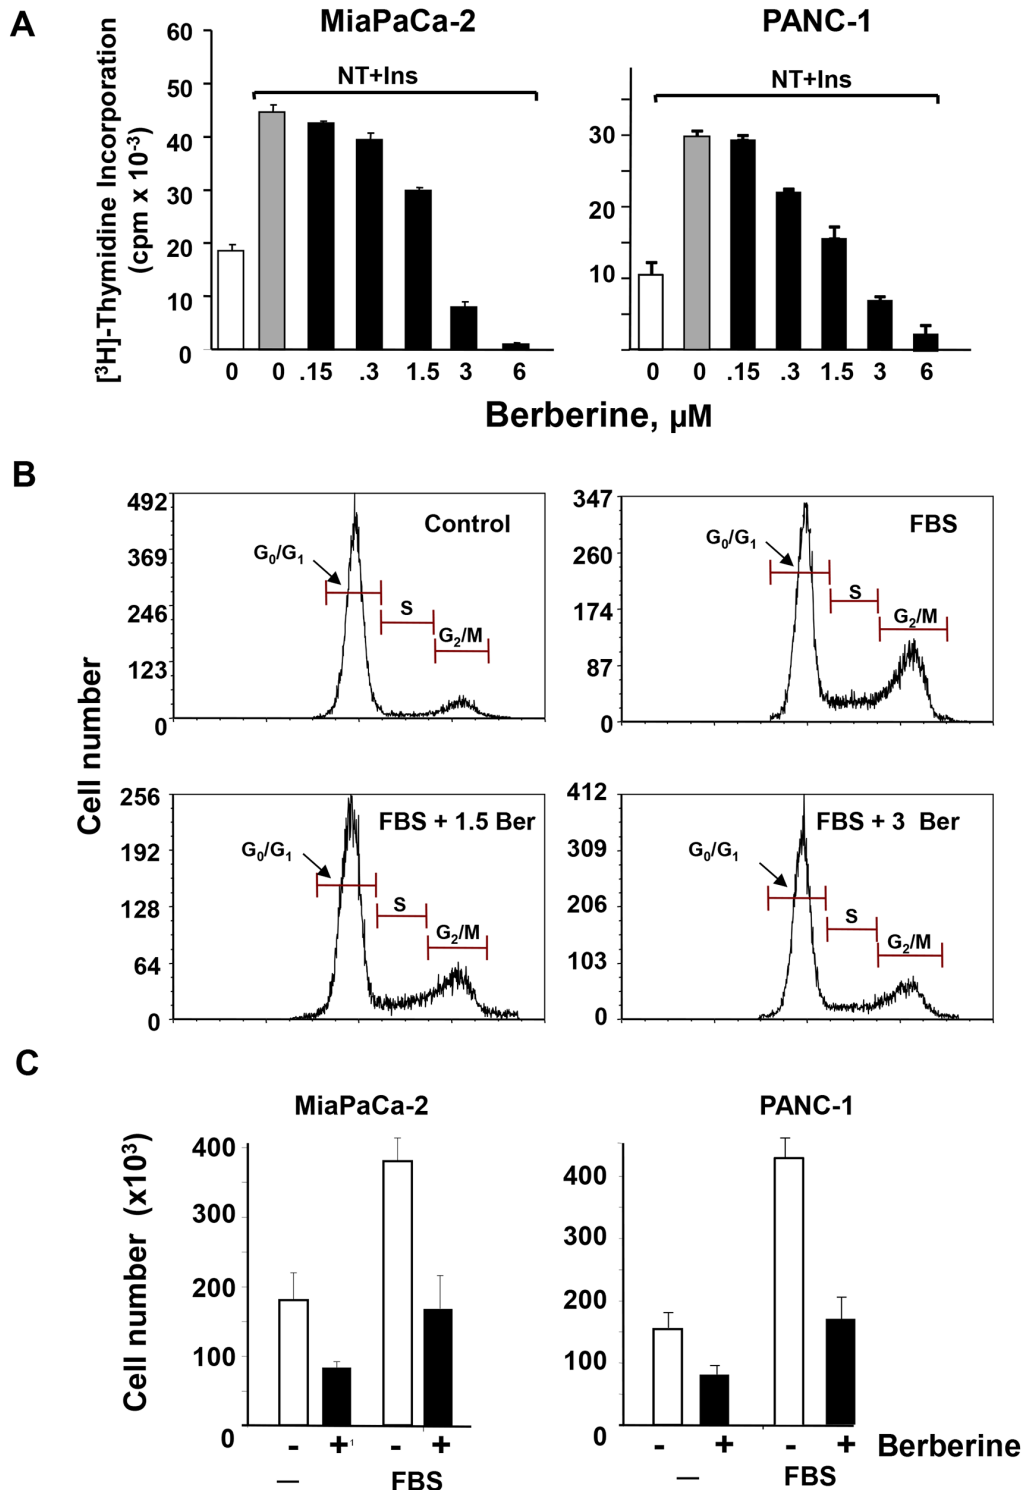 A
MiaPaCa-2
PANC-1
[³H]-Thymidine Incorporation
(cpm x 10⁻³)
60
50
40
30
20
10
0
NT+Ins
0 0 .15 .3 1.5 3 6
30
20
10
NT+Ins
0 0 .15 .3 1.5 3 6
Berberine, µM
B
Cell number
492
369
246
123
0
Control
G₀/G₁
S
G₂/M
347
260
174
87
0
FBS
G₀/G₁
S
G₂/M
256
192
128
64
0
FBS + 1.5 Ber
G₀/G₁
S
G₂/M
412
309
206
103
0
FBS + 3 Ber
G₀/G₁
S
G₂/M
C
MiaPaCa-2
PANC-1
Cell number (x10³)
400
300
200
100
0
- +¹ - +
— FBS
400
300
200
100
0
- + - + Berberine
— FBS